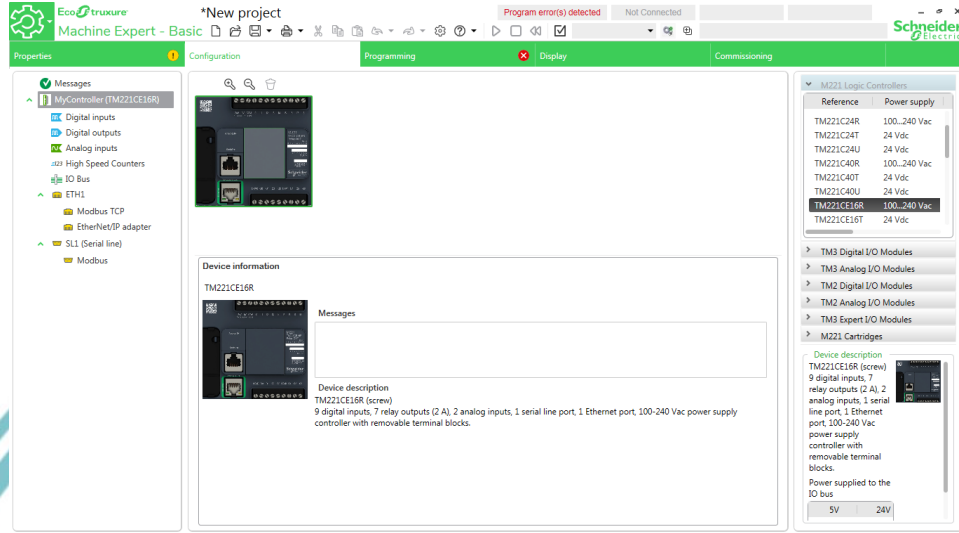 EcoStruxure
Machine Expert - Basic
*New project
Program error(s) detected
Not Connected
Schneider
Electric
Properties
Configuration
Programming
Display
Commissioning
Messages
MyController (TM221CE16R)
Digital inputs
Digital outputs
Analog inputs
High Speed Counters
IO Bus
ETH1
Modbus TCP
EtherNet/IP adapter
SL1 (Serial line)
Modbus
Device information
TM221CE16R
Messages
Device description
TM221CE16R (screw)
9 digital inputs, 7 relay outputs (2 A), 2 analog inputs, 1 serial line port, 1 Ethernet port, 100-240 Vac power supply
controller with removable terminal blocks.
M221 Logic Controllers
Reference Power supply
TM221C24R 100...240 Vac
TM221C24T 24 Vdc
TM221C24U 24 Vdc
TM221C40R 100...240 Vac
TM221C40T 24 Vdc
TM221C40U 24 Vdc
TM221CE16R 100...240 Vac
TM221CE16T 24 Vdc
TM3 Digital I/O Modules
TM3 Analog I/O Modules
TM2 Digital I/O Modules
TM2 Analog I/O Modules
TM3 Expert I/O Modules
M221 Cartridges
Device description
TM221CE16R (screw)
9 digital inputs, 7
relay outputs (2 A), 2
analog inputs, 1 serial
line port, 1 Ethernet
port, 100-240 Vac
power supply
controller with
removable terminal
blocks.
Power supplied to the
IO bus
5V 24V